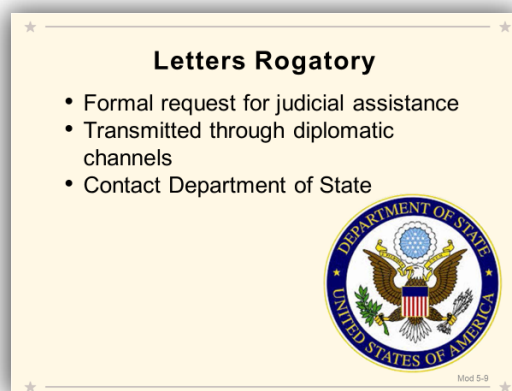 Letters Rogatory
• Formal request for judicial assistance
• Transmitted through diplomatic
channels
• Contact Department of State
DEPARTMENT OF STATE
UNITED STATES OF AMERICA
Mod 5-9